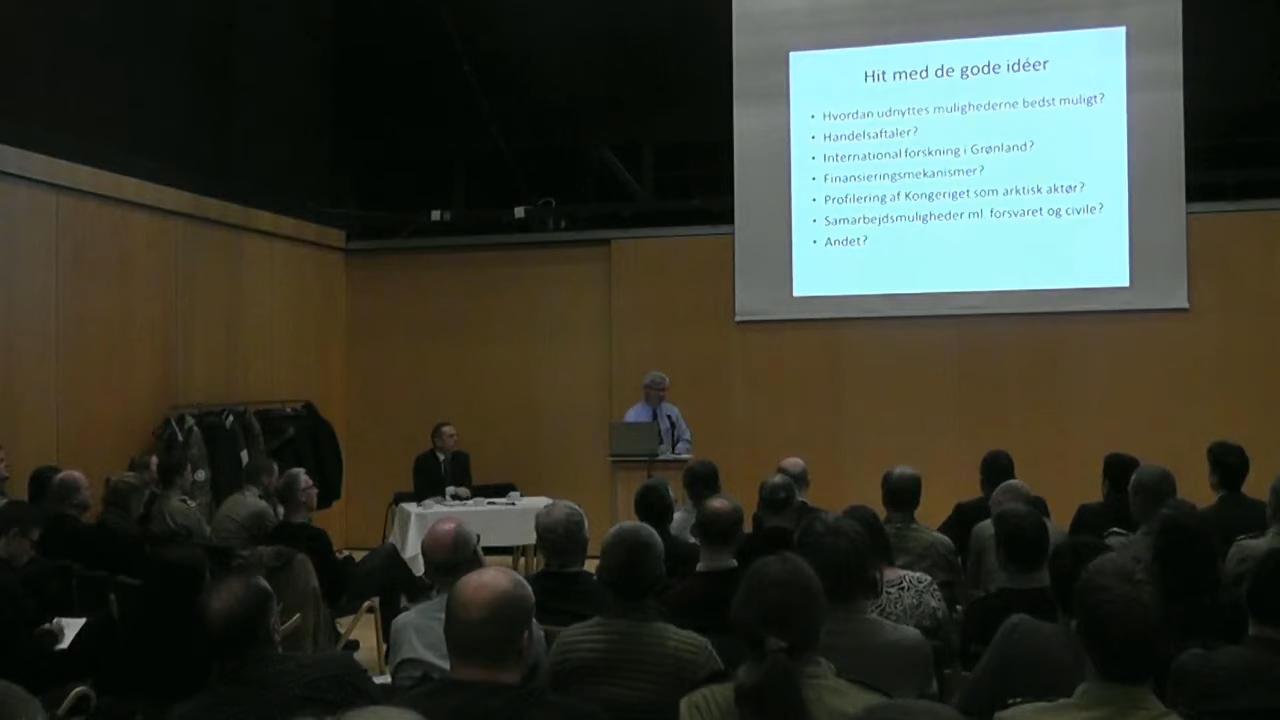 Hit med de gode idéer
• Hvordan udnyttes mulighederne bedst muligt?
• Handelsaftaler?
• International forskning i Grønland?
• Finansieringsmekanismer?
• Profilering af Kongeriget som arktisk aktør?
• Samarbejdsmuligheder ml. forsvaret og civile?
• Andet?